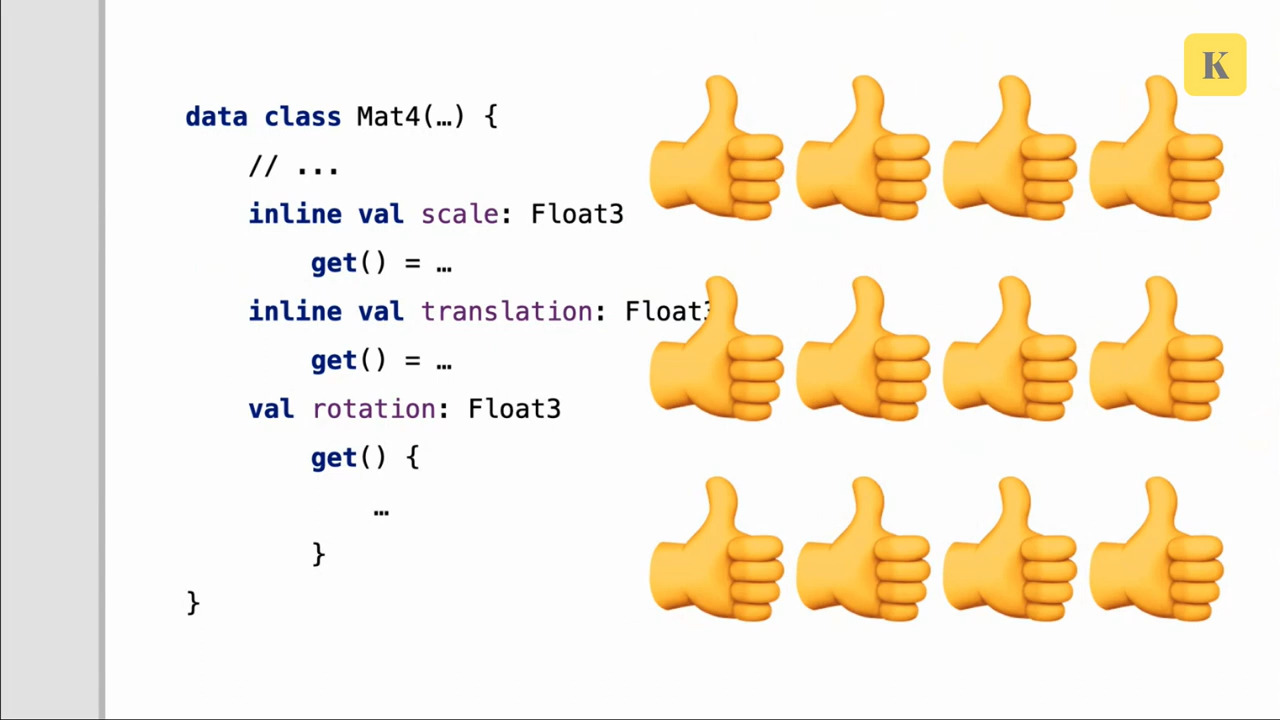 K
data class Mat4(…) {
// ...
inline val scale: Float3
get() = …
inline val translation: Float3
get() = …
val rotation: Float3
get() {
…
}
}